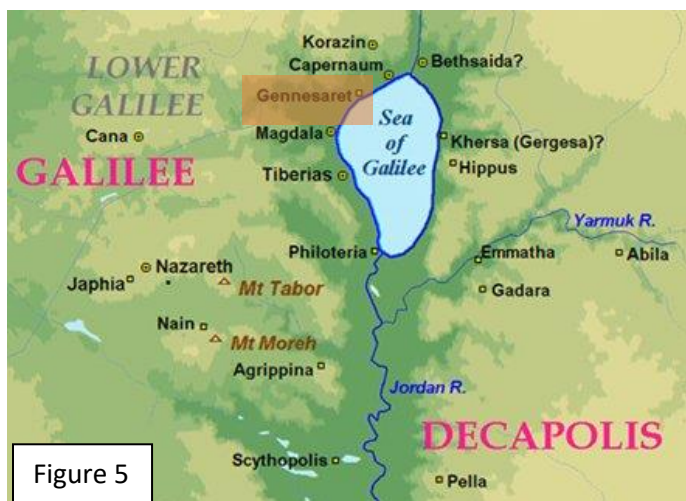 Korazin
Capernaum
Bethsaida?
LOWER
GALILEE
Gennesaret
Cana
Magdala
Sea
of
Galilee
Khersa (Gergesa)?
GALILEE
Tiberias
Hippus
Yarmuk R.
Philoteria
Emmatha
Abila
Nazareth
Japhia
Mt Tabor
Gadara
Nain
Mt Moreh
Agrippina
Jordan R.
DECAPOLIS
Scythopolis
Pella
Figure 5